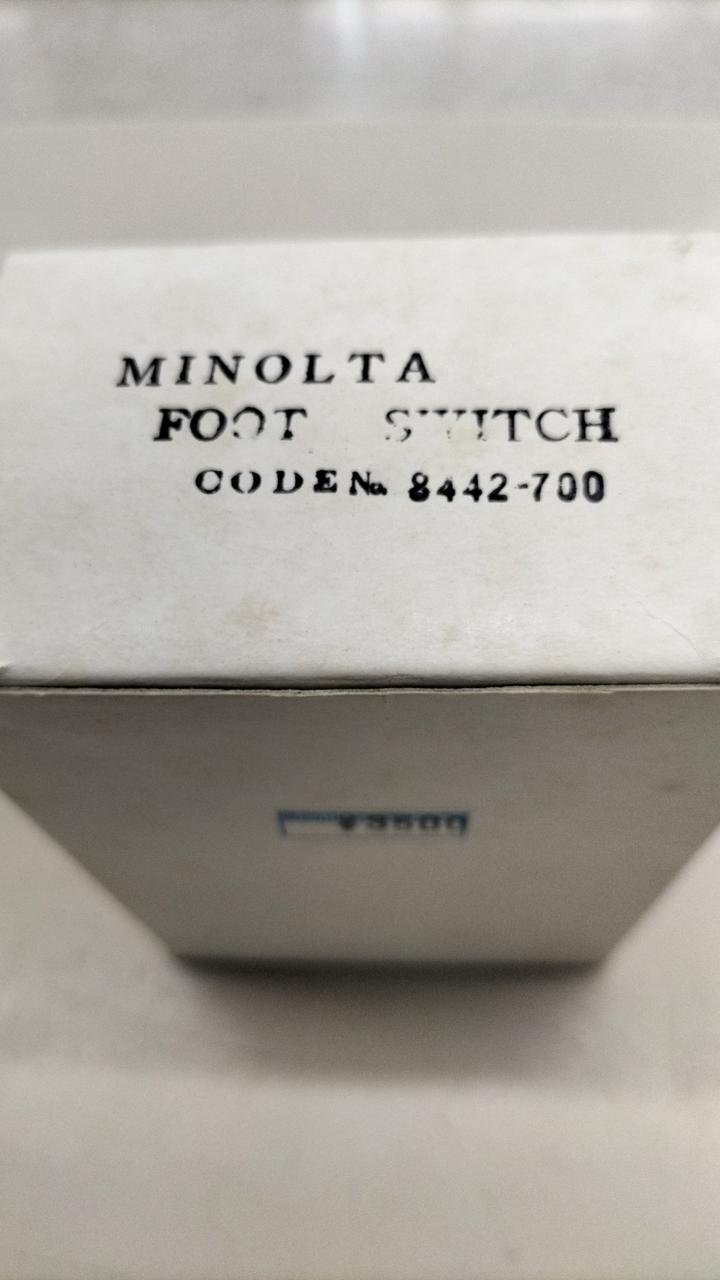 MINOLTA
FOOT SWITCH
CODE No. 8442-700